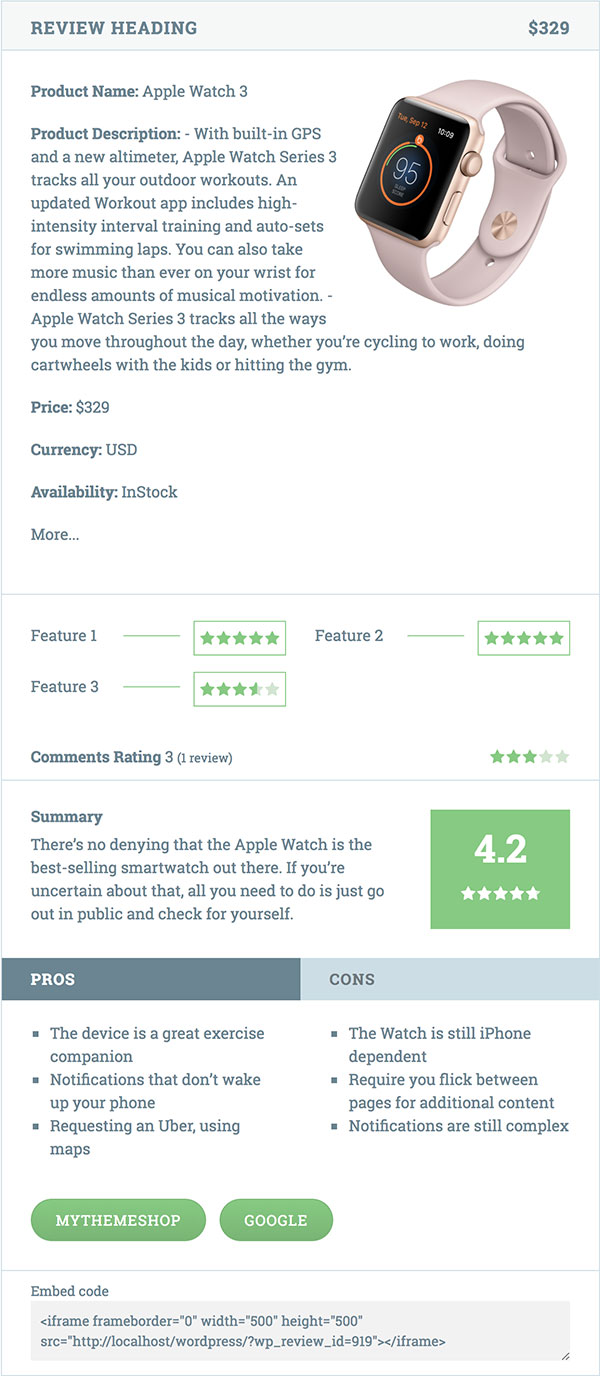 REVIEW HEADING $329
Product Name: Apple Watch 3
Tue, Sep 12
10:09
95
SLEEP
SCORE
Product Description: - With built-in GPS
and a new altimeter, Apple Watch Series 3
tracks all your outdoor workouts. An
updated Workout app includes high-
intensity interval training and auto-sets
for swimming laps. You can also take
more music than ever on your wrist for
endless amounts of musical motivation. -
Apple Watch Series 3 tracks all the ways
you move throughout the day, whether you’re cycling to work, doing
cartwheels with the kids or hitting the gym.
Price: $329
Currency: USD
Availability: InStock
More...
Feature 1
Feature 2
Feature 3
Comments Rating 3 (1 review)
Summary
There’s no denying that the Apple Watch is the
best-selling smartwatch out there. If you’re
uncertain about that, all you need to do is just go
out in public and check for yourself.
4.2
PROS
The device is a great exercise
companion
Notifications that don’t wake
up your phone
Requesting an Uber, using
maps
CONS
The Watch is still iPhone
dependent
Require you flick between
pages for additional content
Notifications are still complex
MYTHEMESHOP
GOOGLE
Embed code
<iframe frameborder="0" width="500" height="500"
src="http://localhost/wordpress/?wp_review_id=919"></iframe>